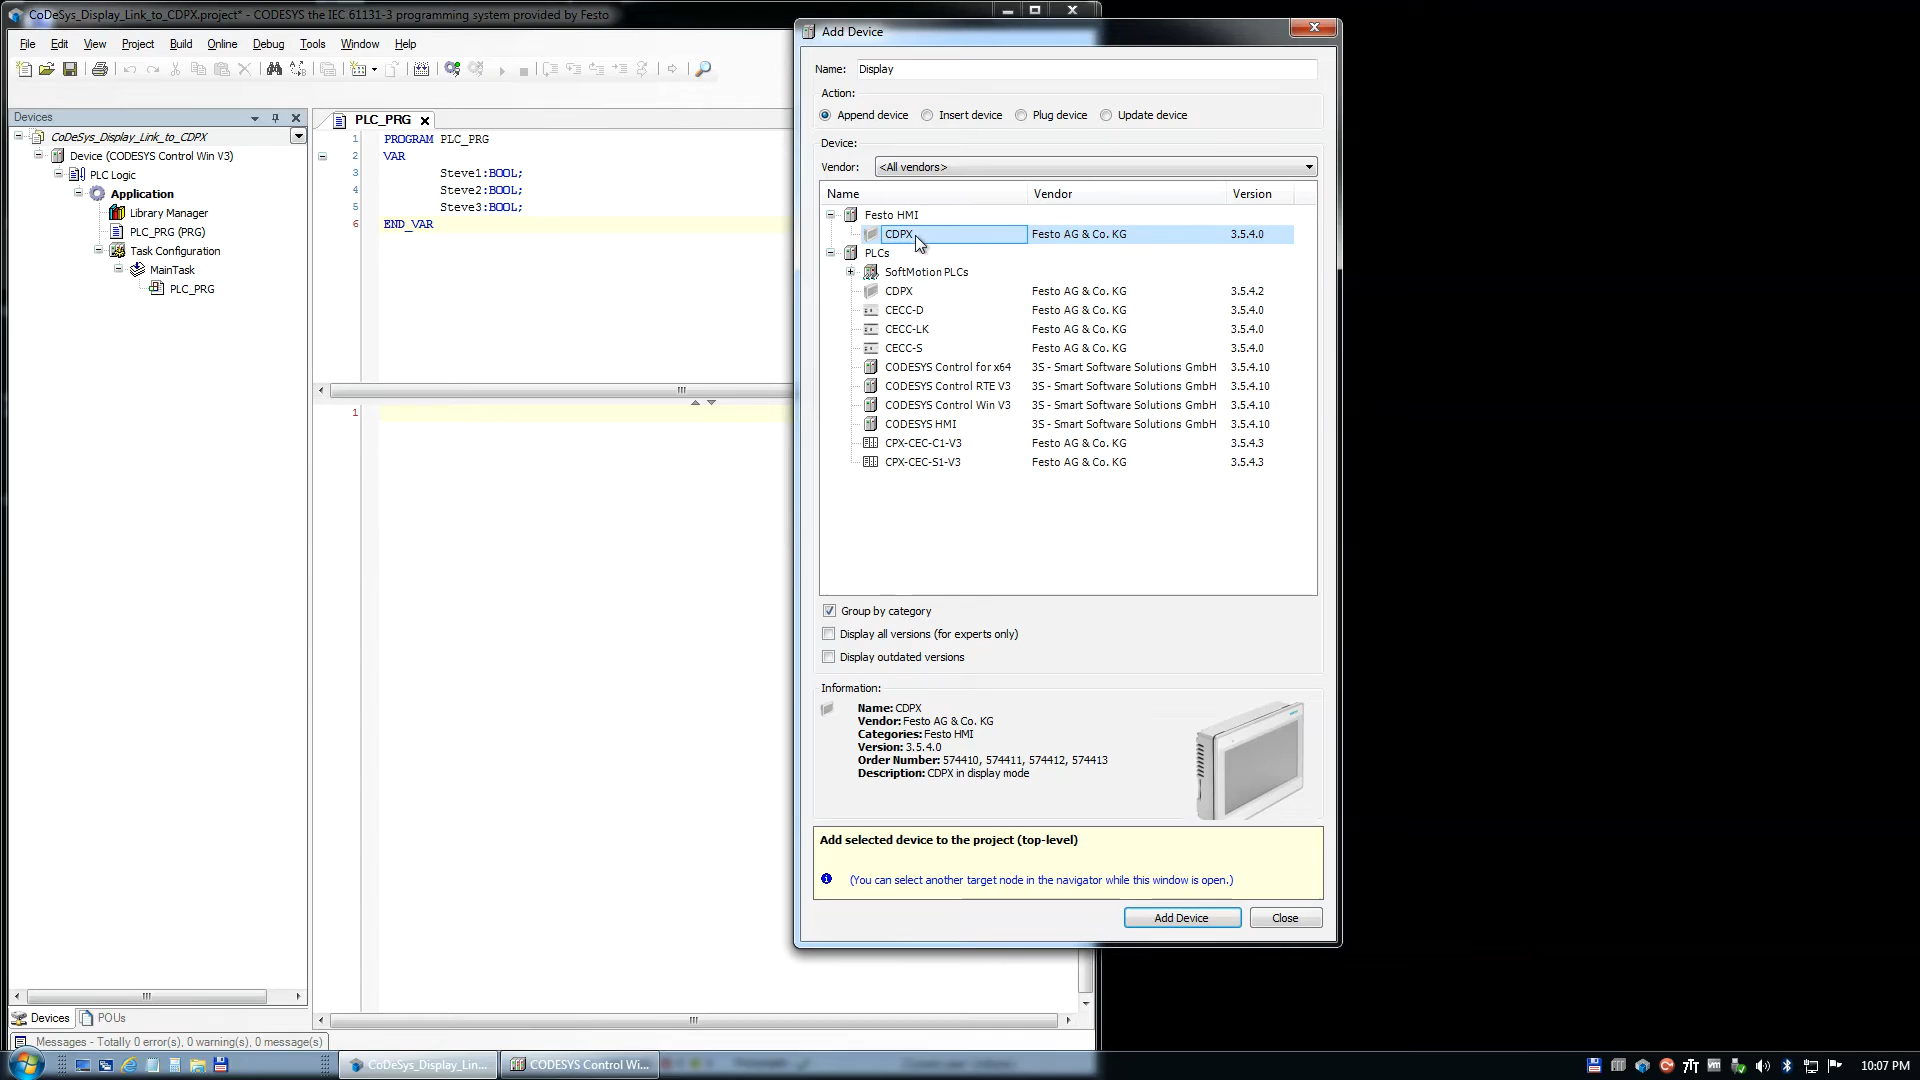 CoDeSys_Display_Link_to_CDPX.project* - CODESYS the IEC 61131-3 programming system provided by Festo
File Edit View Project Build Online Debug Tools Window Help
Devices
CoDeSys_Display_Link_to_CDPX
Device (CODESYS Control Win V3)
PLC Logic
Application
Library Manager
PLC_PRG (PRG)
Task Configuration
MainTask
PLC_PRG
Devices POUs
Messages - Totally 0 error(s), 0 warning(s), 0 message(s)
PLC_PRG
1 PROGRAM PLC_PRG
2 VAR
3 Steve1:BOOL;
4 Steve2:BOOL;
5 Steve3:BOOL;
6 END_VAR
1
Add Device
Name: Display
Action:
Append device Insert device Plug device Update device
Device:
Vendor: <All vendors>
Name Vendor Version
Festo HMI
CDPX Festo AG & Co. KG 3.5.4.0
PLCs
SoftMotion PLCs
CDPX Festo AG & Co. KG 3.5.4.2
CECC-D Festo AG & Co. KG 3.5.4.0
CECC-LK Festo AG & Co. KG 3.5.4.0
CECC-S Festo AG & Co. KG 3.5.4.0
CODESYS Control for x64 3S - Smart Software Solutions GmbH 3.5.4.10
CODESYS Control RTE V3 3S - Smart Software Solutions GmbH 3.5.4.10
CODESYS Control Win V3 3S - Smart Software Solutions GmbH 3.5.4.10
CODESYS HMI 3S - Smart Software Solutions GmbH 3.5.4.10
CPX-CEC-C1-V3 Festo AG & Co. KG 3.5.4.3
CPX-CEC-S1-V3 Festo AG & Co. KG 3.5.4.3
Group by category
Display all versions (for experts only)
Display outdated versions
Information:
Name: CDPX
Vendor: Festo AG & Co. KG
Categories: Festo HMI
Version: 3.5.4.0
Order Number: 574410, 574411, 574412, 574413
Description: CDPX in display mode
Add selected device to the project (top-level)
(You can select another target node in the navigator while this window is open.)
Add Device Close
CoDeSys_Display_Lin... CODESYS Control Wi... 10:07 PM